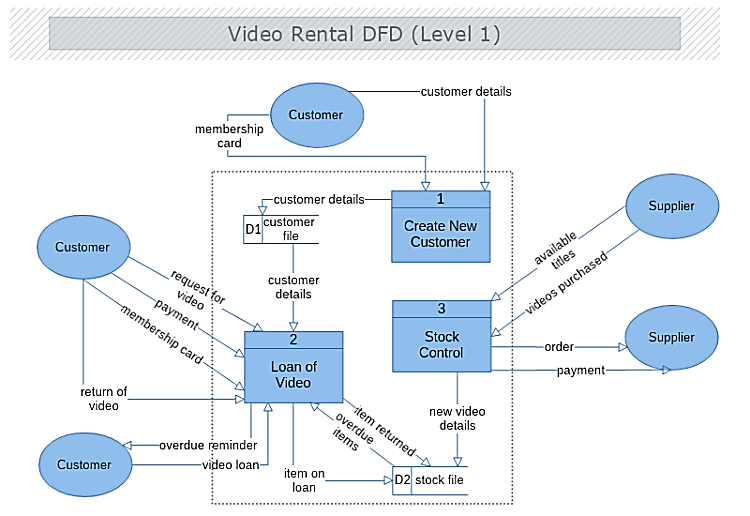 Video Rental DFD (Level 1)
Customer
customer details
membership
card
1
Create New
Customer
customer details
D1
customer
file
Supplier
available
titles
videos purchased
Customer
request for
video
payment
membership card
customer
details
2
Loan of
Video
3
Stock
Control
Supplier
order
payment
return of
video
new video
details
item returned
overdue
items
overdue reminder
Customer
video loan
item on
loan
D2
stock file